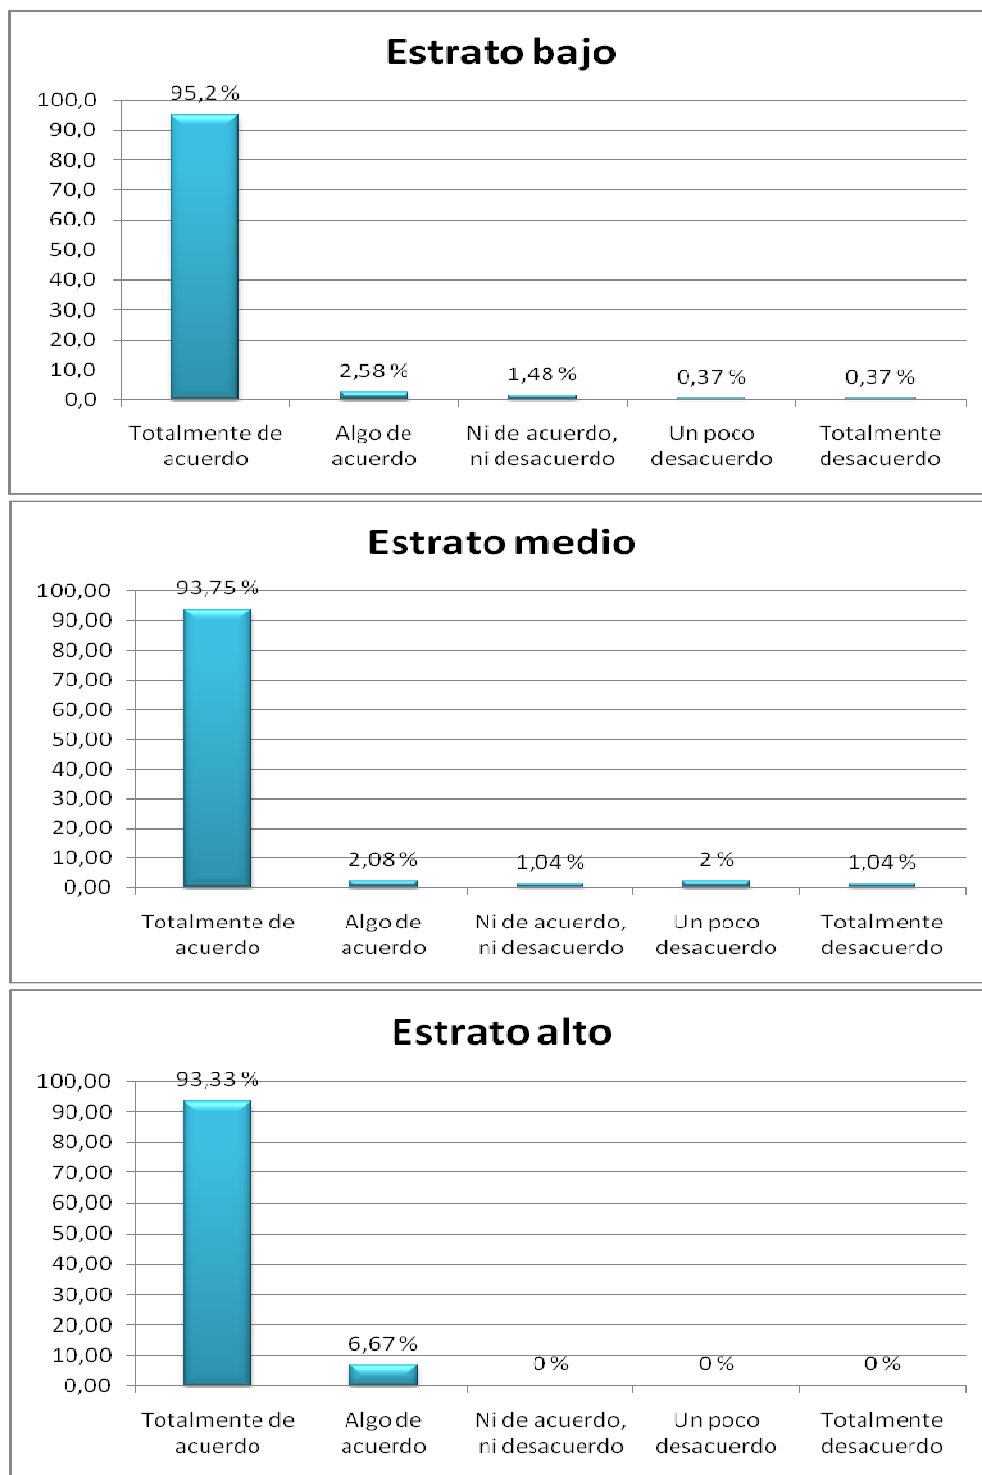 Estrato bajo
95,2 %
100,0
90,0
80,0
70,0
60,0
50,0
40,0
30,0
20,0
10,0
0,0
2,58 %
1,48 %
0,37 %
0,37 %
Totalmente de
acuerdo
Algo de
acuerdo
Ni de acuerdo,
ni desacuerdo
Un poco
desacuerdo
Totalmente
desacuerdo
Estrato medio
93,75 %
100,00
90,00
80,00
70,00
60,00
50,00
40,00
30,00
20,00
10,00
0,00
2,08 %
1,04 %
2 %
1,04 %
Totalmente de
acuerdo
Algo de
acuerdo
Ni de acuerdo,
ni desacuerdo
Un poco
desacuerdo
Totalmente
desacuerdo
Estrato alto
93,33 %
100,00
90,00
80,00
70,00
60,00
50,00
40,00
30,00
20,00
10,00
0,00
6,67 %
0 %
0 %
0 %
Totalmente de
acuerdo
Algo de
acuerdo
Ni de acuerdo,
ni desacuerdo
Un poco
desacuerdo
Totalmente
desacuerdo